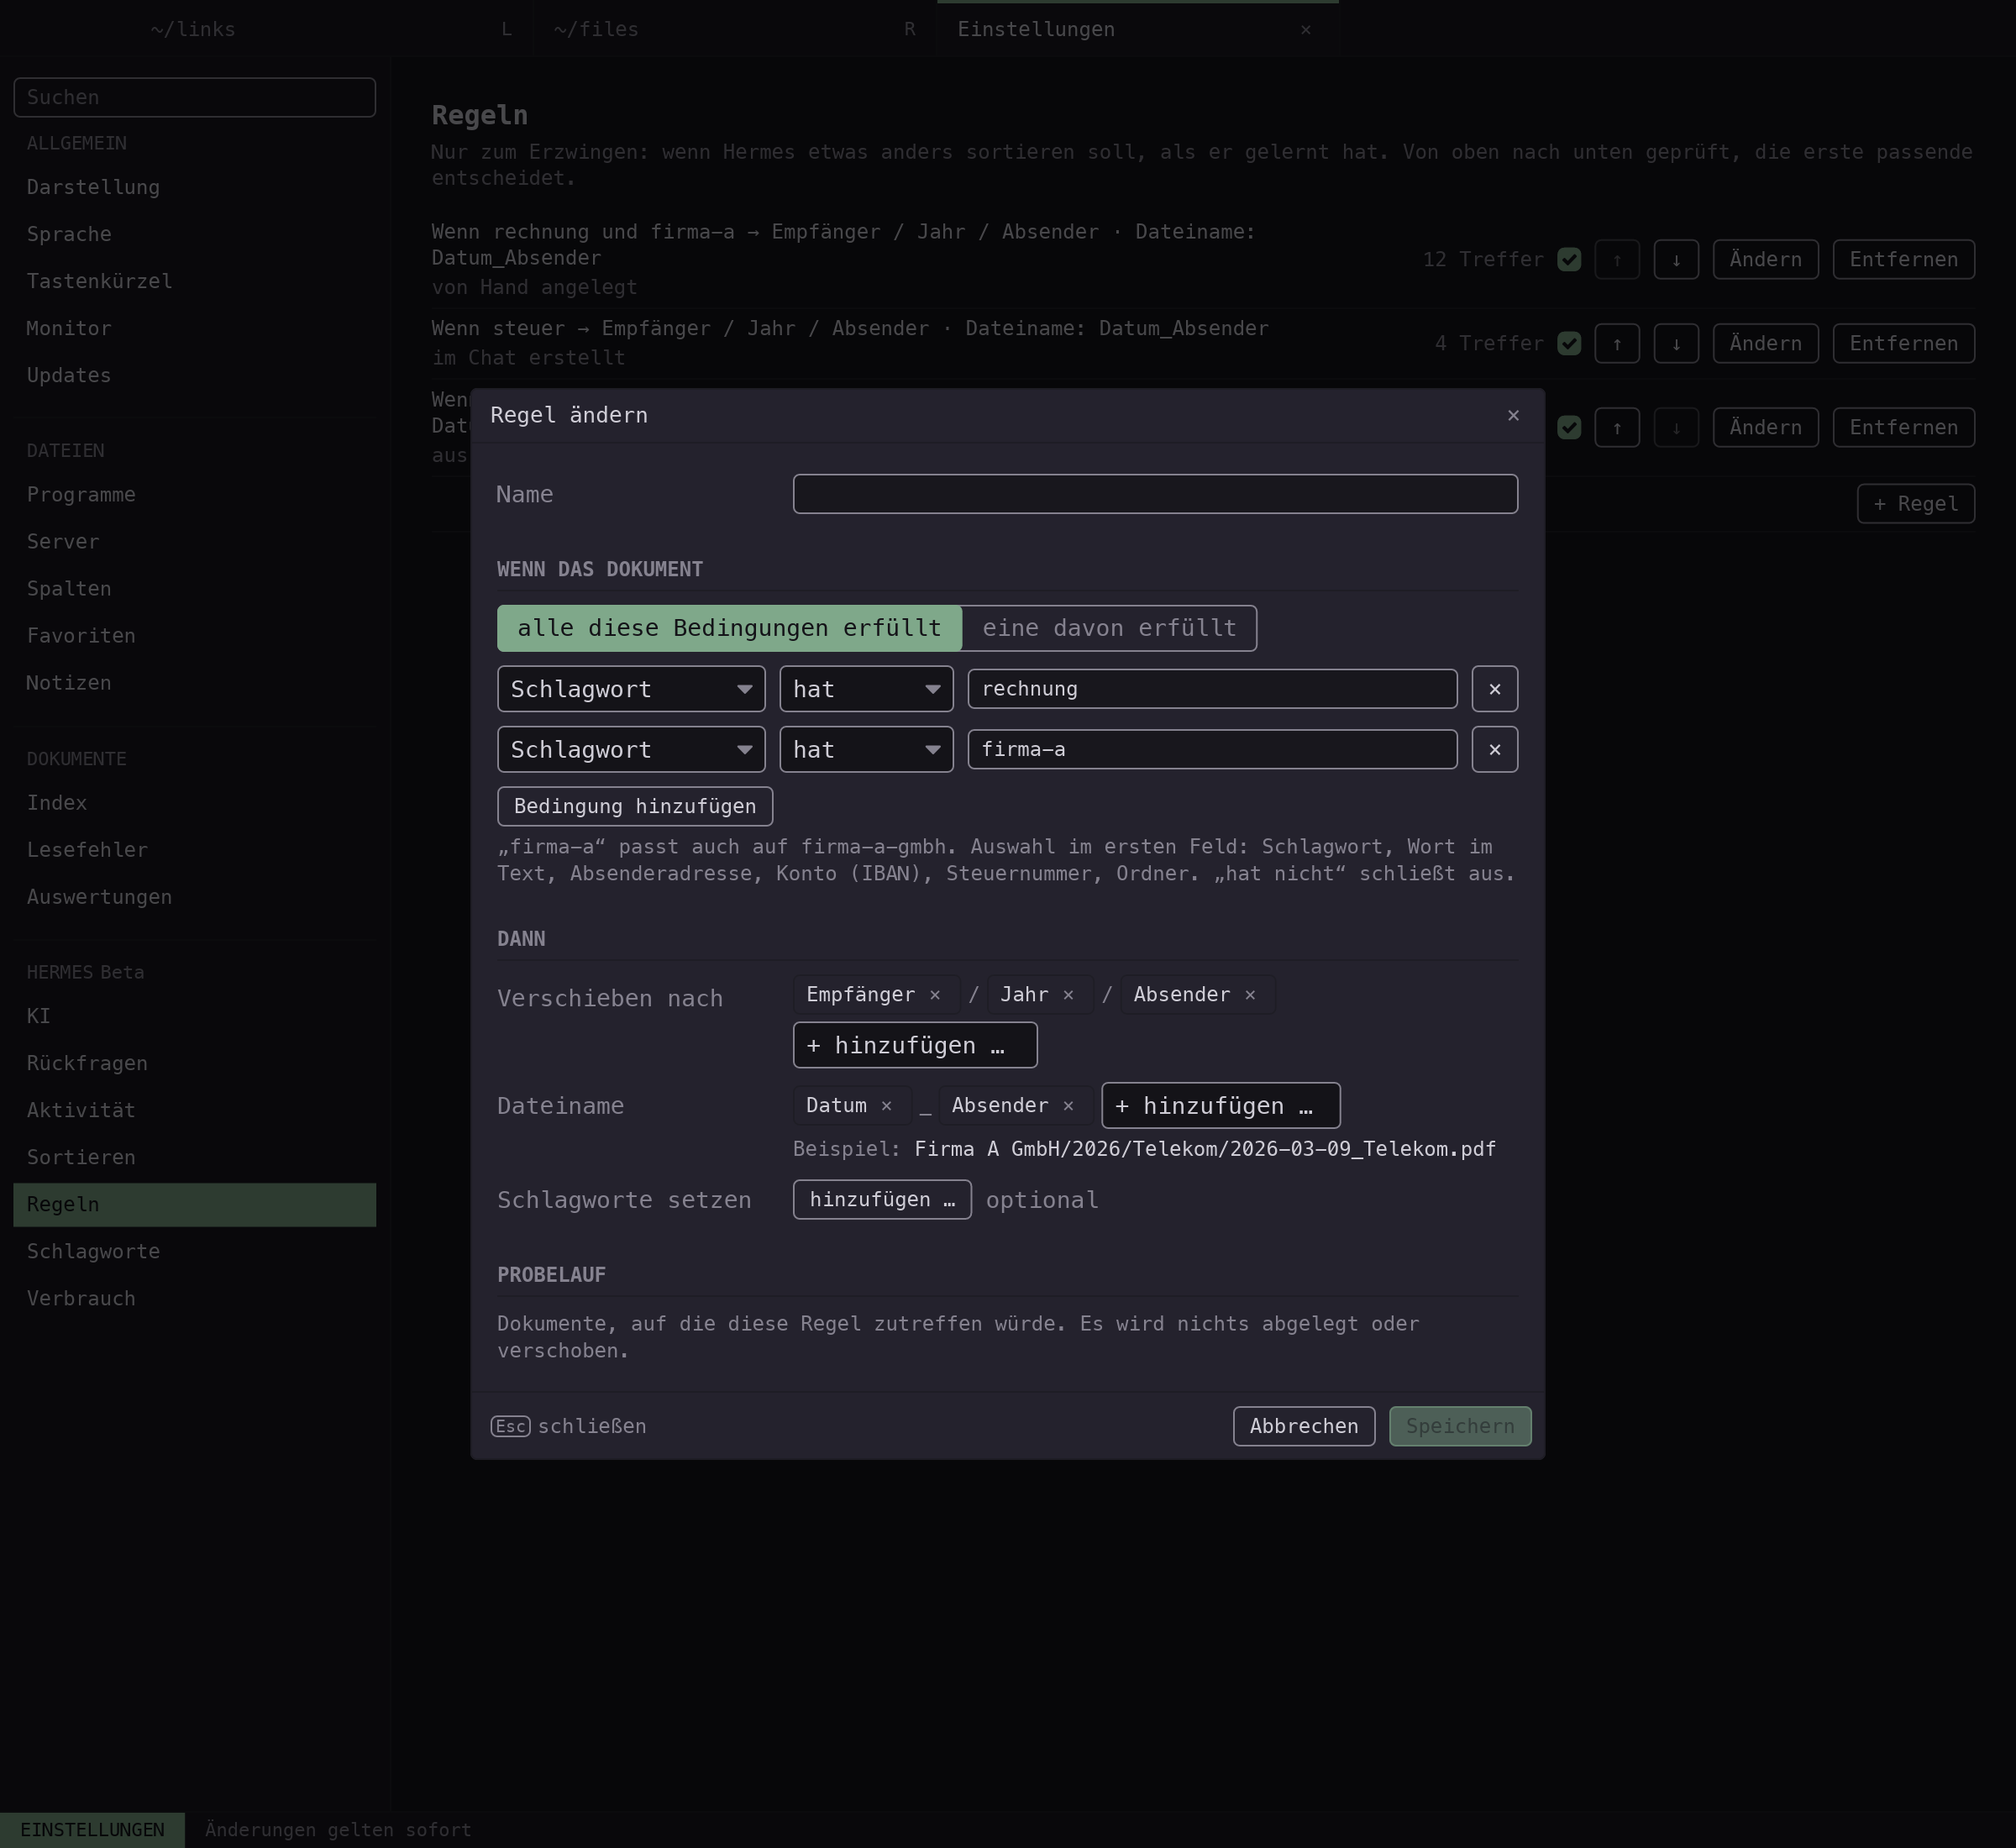 ~/links L ~/files R Einstellungen ×
Suchen
ALLGEMEIN
Darstellung
Sprache
Tastenkürzel
Monitor
Updates
DATEIEN
Programme
Server
Spalten
Favoriten
Notizen
DOKUMENTE
Index
Lesefehler
Auswertungen
HERMES Beta
KI
Rückfragen
Aktivität
Sortieren
Regeln
Schlagworte
Verbrauch
Regeln
Nur zum Erzwingen: wenn Hermes etwas anders sortieren soll, als er gelernt hat. Von oben nach unten geprüft, die erste passende
entscheidet.
Wenn rechnung und firma-a → Empfänger / Jahr / Absender · Dateiname:
Datum_Absender
von Hand angelegt
12 Treffer ↑ ↓ Ändern Entfernen
Wenn steuer → Empfänger / Jahr / Absender · Dateiname: Datum_Absender
im Chat erstellt
4 Treffer ↑ ↓ Ändern Entfernen
aus
↑ ↓ Ändern Entfernen
+ Regel
Regel ändern ×
Name
WENN DAS DOKUMENT
alle diese Bedingungen erfüllt eine davon erfüllt
Schlagwort hat rechnung ×
Schlagwort hat firma-a ×
Bedingung hinzufügen
„firma-a“ passt auch auf firma-a-gmbh. Auswahl im ersten Feld: Schlagwort, Wort im
Text, Absenderadresse, Konto (IBAN), Steuernummer, Ordner. „hat nicht“ schließt aus.
DANN
Verschieben nach Empfänger × / Jahr × / Absender ×
+ hinzufügen …
Dateiname Datum × _ Absender × + hinzufügen …
Beispiel: Firma A GmbH/2026/Telekom/2026-03-09_Telekom.pdf
Schlagworte setzen hinzufügen … optional
PROBELAUF
Dokumente, auf die diese Regel zutreffen würde. Es wird nichts abgelegt oder
verschoben.
Esc schließen Abbrechen Speichern
EINSTELLUNGEN Änderungen gelten sofort